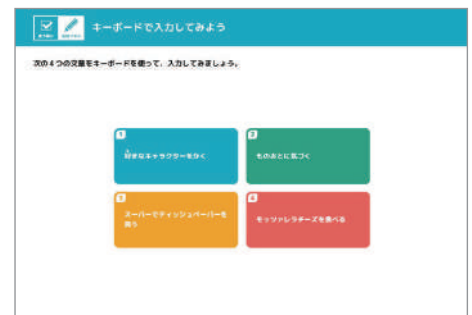 キーボードで入力してみよう
次の4つの文章をキーボードを使って、入力してみましょう。
1
好きなキャラクターをかく
2
ものおとに気づく
3
スーパーでティッシュペーパーを
買う
4
モッツァレラチーズを食べる